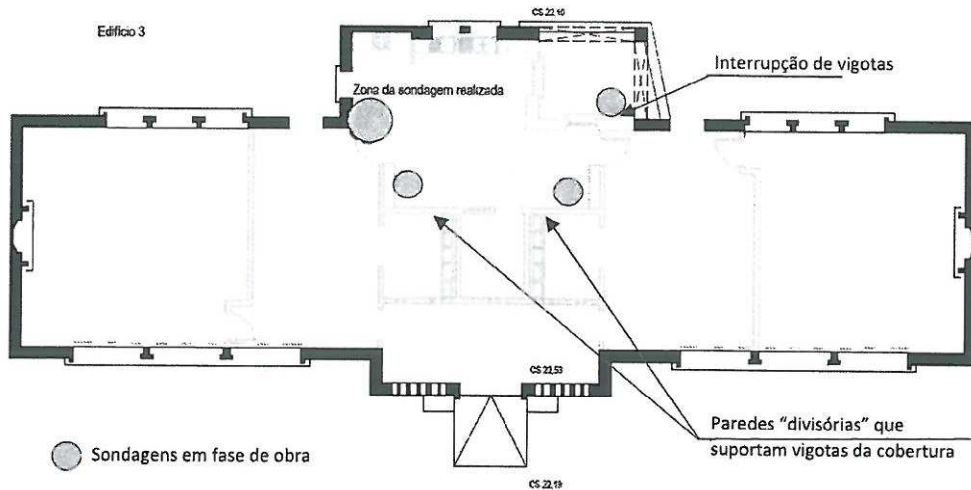 CS 22,10
Edifício 3
Interrupção de vigotas
Zona da sondagem realizada
CS 22,53
Paredes "divisórias" que
suportam vigotas da cobertura
Sondagens em fase de obra
CS 22,19